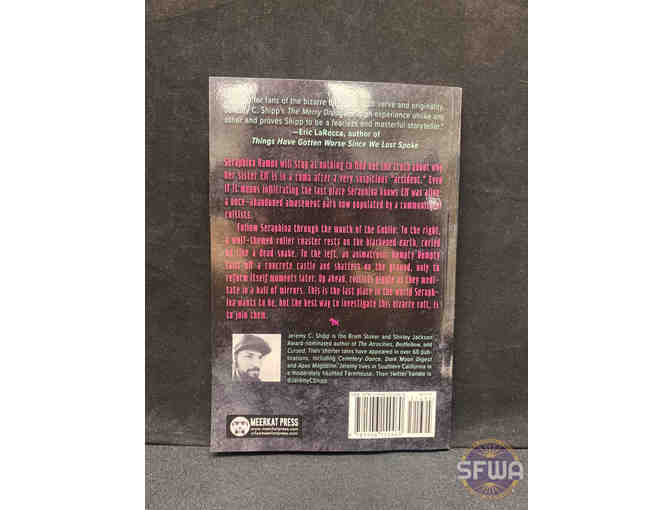 fans of the bizarre
verve and originality,
C. Shipp's The Merry
experience unlike any
other and proves Shipp to be a fearless and masterful storyteller."
—Eric LaRocca, author of
Things Have Gotten Worse Since We Last Spoke
Seraphina Ramon will stop at nothing to find out the truth about why
her sister Elf is in a coma after a very suspicious "accident." Even
if it means infiltrating the last place Seraphina knows Elf was alive:
a once-abandoned amusement park now populated by a community of
cultists.
Follow Seraphina through the mouth of the Goblin: To the right,
a wolf-themed roller coaster rests on the blackened earth, curled
up like a dead snake. To the left, an animatronic Humpty Dumpty
falls off a concrete castle and shatters on the ground, only to
reform itself moments later. Up ahead, cultists giggle as they medi-
tate in a hall of mirrors. This is the last place in the world Seraph-
ina wants to be, but the best way to investigate this bizarre cult, is
to join them.
Jeremy C. Shipp is the Bram Stoker and Shirley Jackson
Award-nominated author of The Atrocities, Bedfellow, and
Cursed. Their shorter tales have appeared in over 60 pub-
lications, including Cemetery Dance, Dark Moon Digest
and Apex Magazine. Jeremy lives in Southern California in
a moderately haunted farmhouse. Their twitter handle is
@JeremyCShipp.
MEERKAT PRESS
www.meerkatpress.com
SFWA